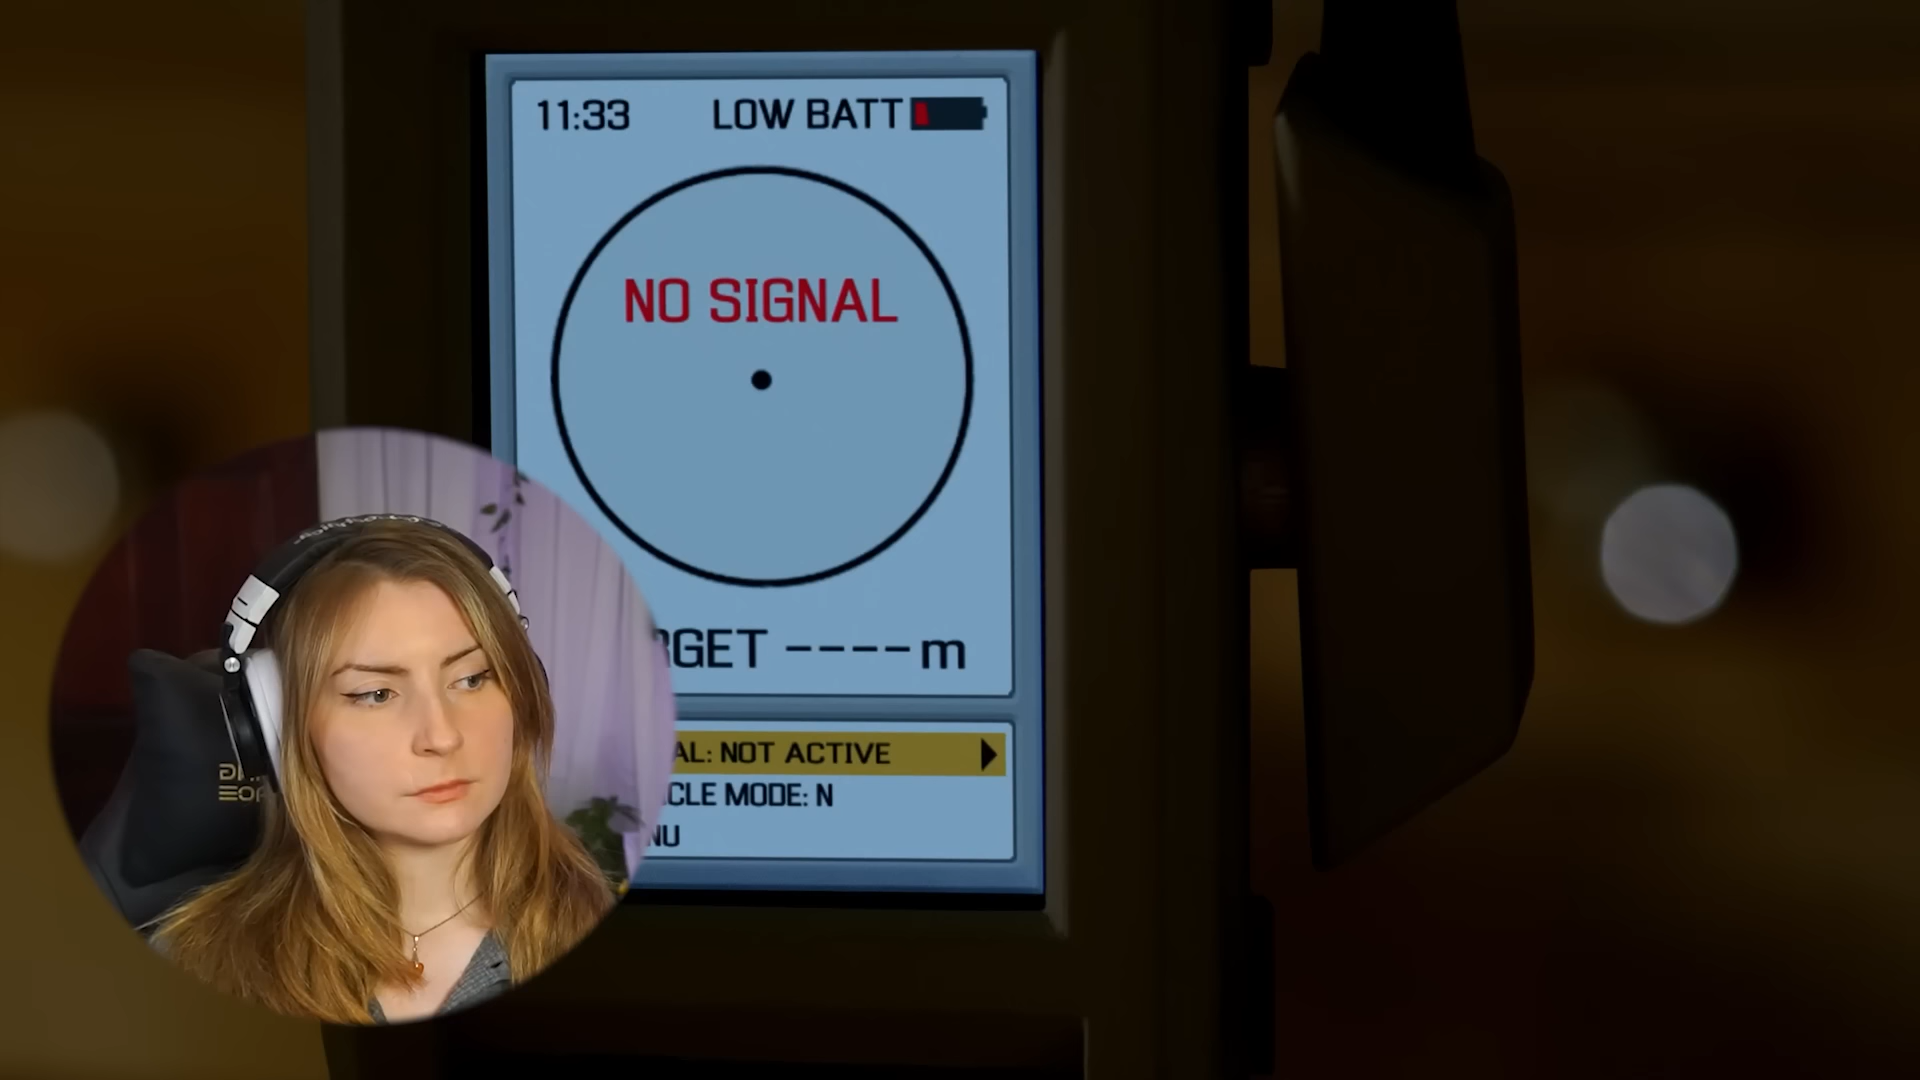 11:33 LOW BATT
NO SIGNAL
RGET ----m
AL: NOT ACTIVE
CLE MODE: N
NU